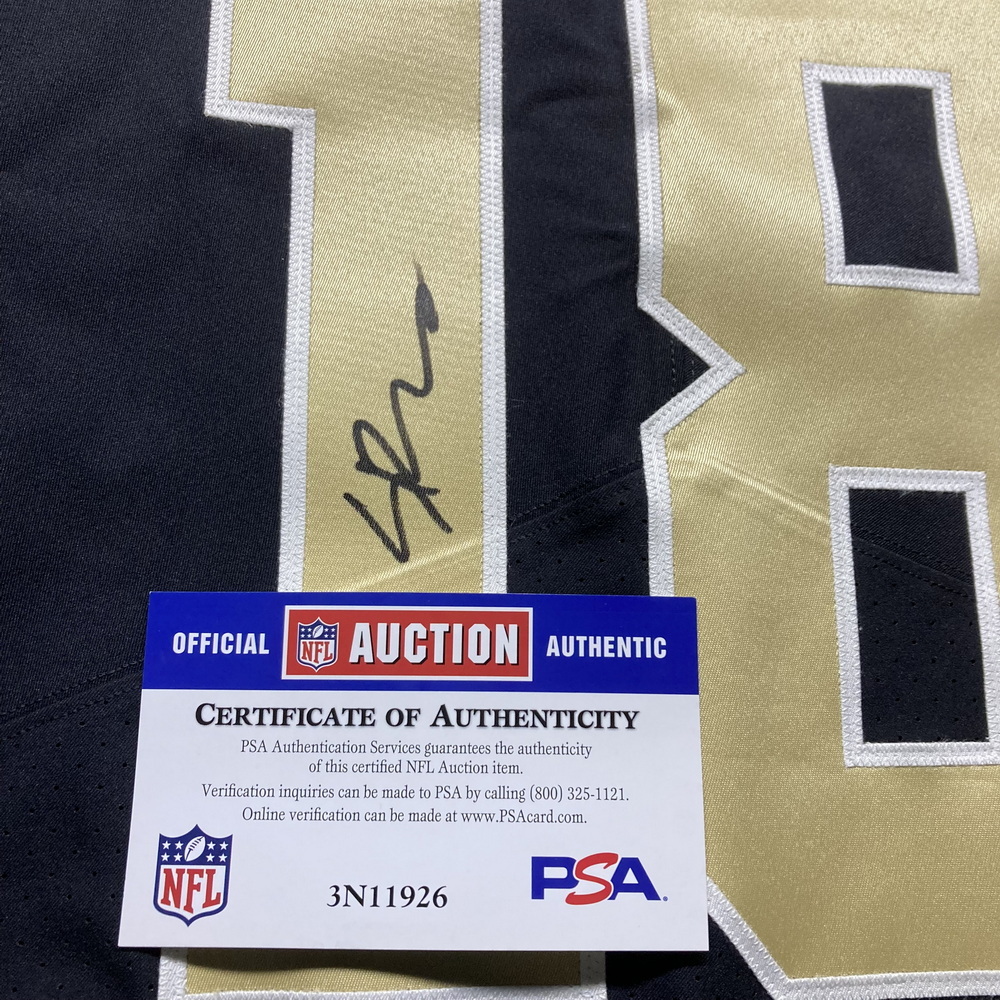 18
OFFICIAL NFL AUCTION AUTHENTIC
CERTIFICATE OF AUTHENTICITY
PSA Authentication Services guarantees the authenticity
of this certified NFL Auction item.
Verification inquiries can be made to PSA by calling (800) 325-1121.
Online verification can be made at www.PSAcard.com.
NFL
3N11926
PSA.